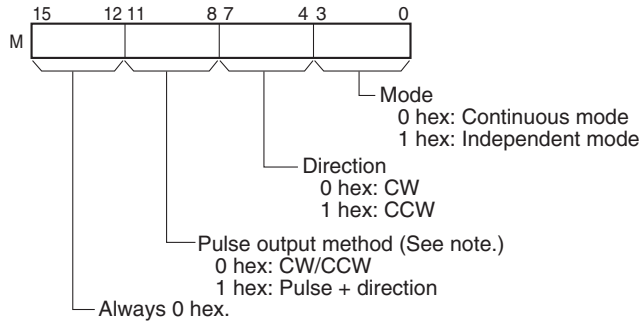 15 12 11 8 7 4 3 0
M
Mode
0 hex: Continuous mode
1 hex: Independent mode
Direction
0 hex: CW
1 hex: CCW
Pulse output method (See note.)
0 hex: CW/CCW
1 hex: Pulse + direction
Always 0 hex.